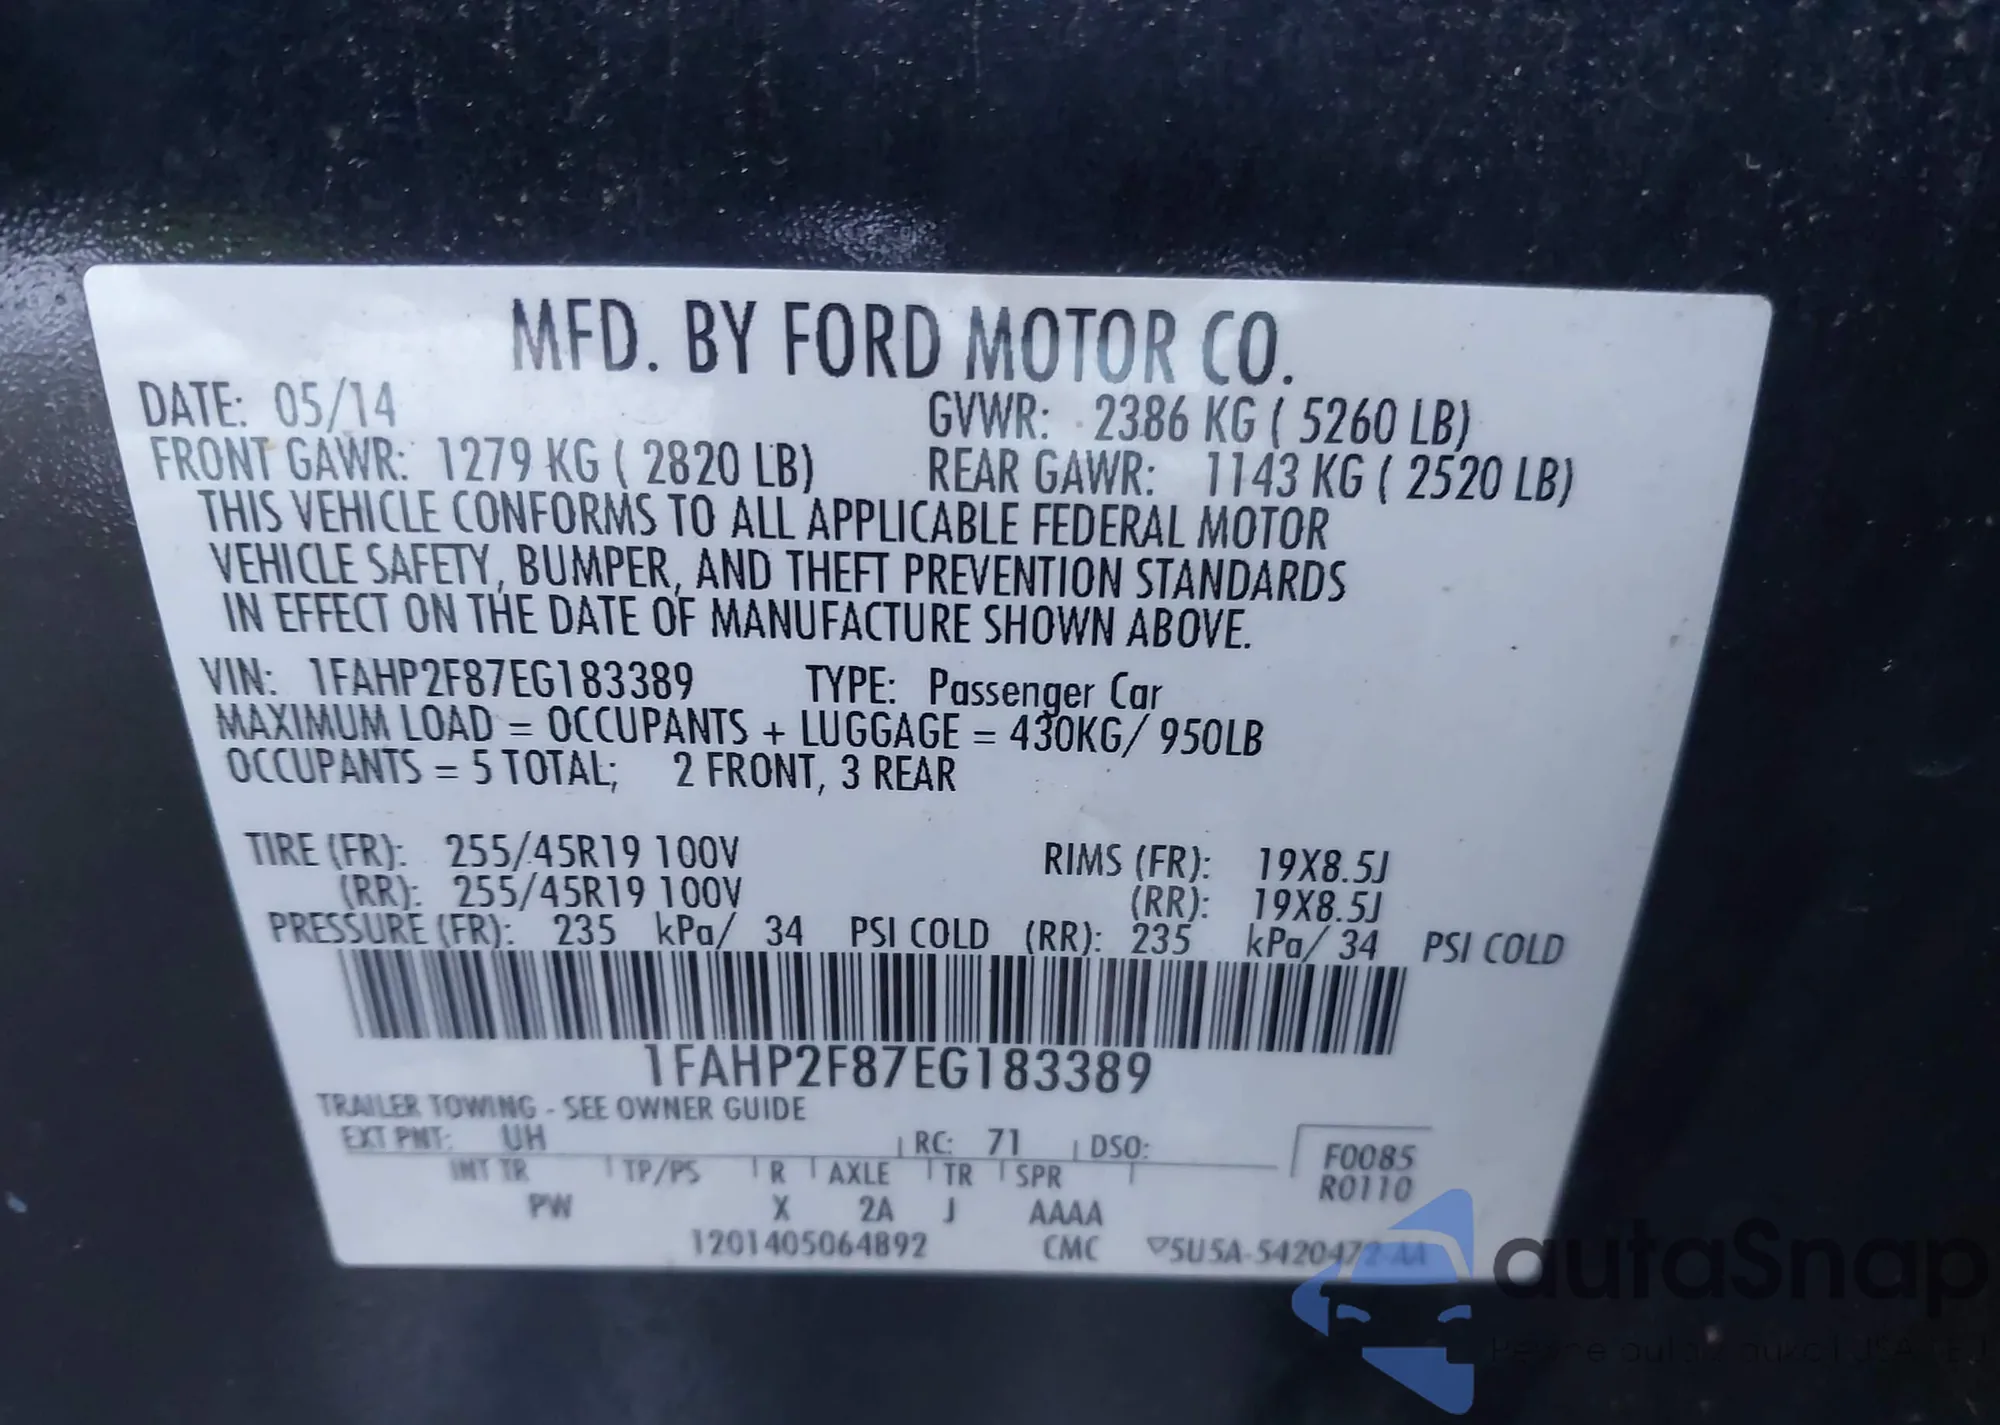 MFD. BY FORD MOTOR CO.
DATE: 05/14 GVWR: 2386 KG ( 5260 LB)
FRONT GAWR: 1279 KG ( 2820 LB) REAR GAWR: 1143 KG ( 2520 LB)
THIS VEHICLE CONFORMS TO ALL APPLICABLE FEDERAL MOTOR
VEHICLE SAFETY, BUMPER, AND THEFT PREVENTION STANDARDS
IN EFFECT ON THE DATE OF MANUFACTURE SHOWN ABOVE.
VIN: 1FAHP2F87EG183389 TYPE: Passenger Car
MAXIMUM LOAD = OCCUPANTS + LUGGAGE = 430KG/ 950LB
OCCUPANTS = 5 TOTAL; 2 FRONT, 3 REAR
TIRE (FR): 255/45R19 100V RIMS (FR): 19X8.5J
(RR): 255/45R19 100V (RR): 19X8.5J
PRESSURE (FR): 235 kPa/ 34 PSI COLD (RR): 235 kPa/ 34 PSI COLD
1FAHP2F87EG183389
TRAILER TOWING - SEE OWNER GUIDE
EXT PNT: UH RC: 71 DSO: F0085
INT TR TP/PS R AXLE TR SPR R0110
PW X 2A J AAAA
1201405064892 CMC 5U5A-5420472-AA
autaSnap